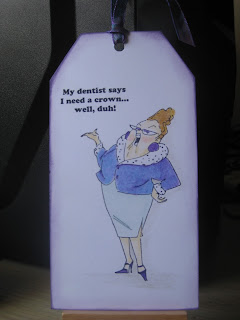 My dentist says
I need a crown...
well, duh!